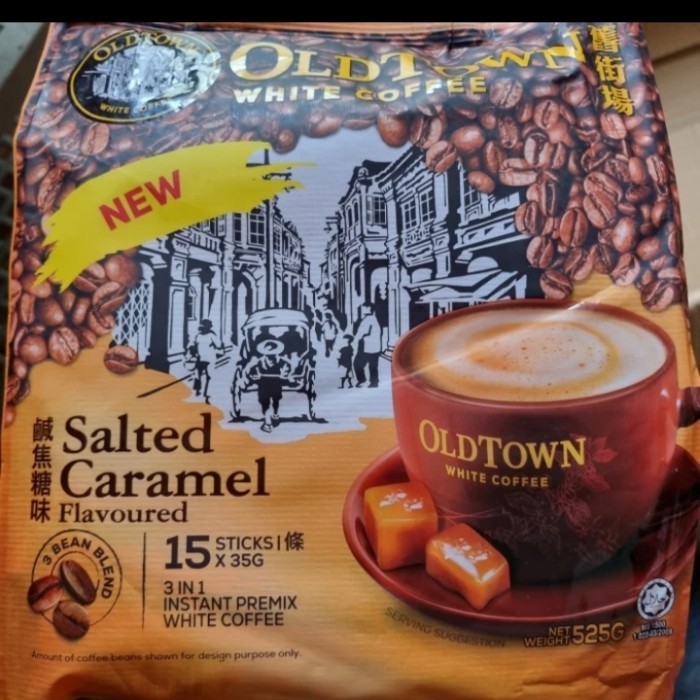 OLDTOWN
WHITE COFFEE
OLDTOWN
WHITE COFFEE
舊街場
NEW
OLDTOWN
WHITE COFFEE
鹹焦糖味
Salted
Caramel
Flavoured
3 BEAN BLEND
15 STICKS | 條
X 35G
3 IN 1
INSTANT PREMIX
WHITE COFFEE
SERVING SUGGESTION
NET
WEIGHT 525G
MS 1500
Amount of coffee beans shown for design purpose only.